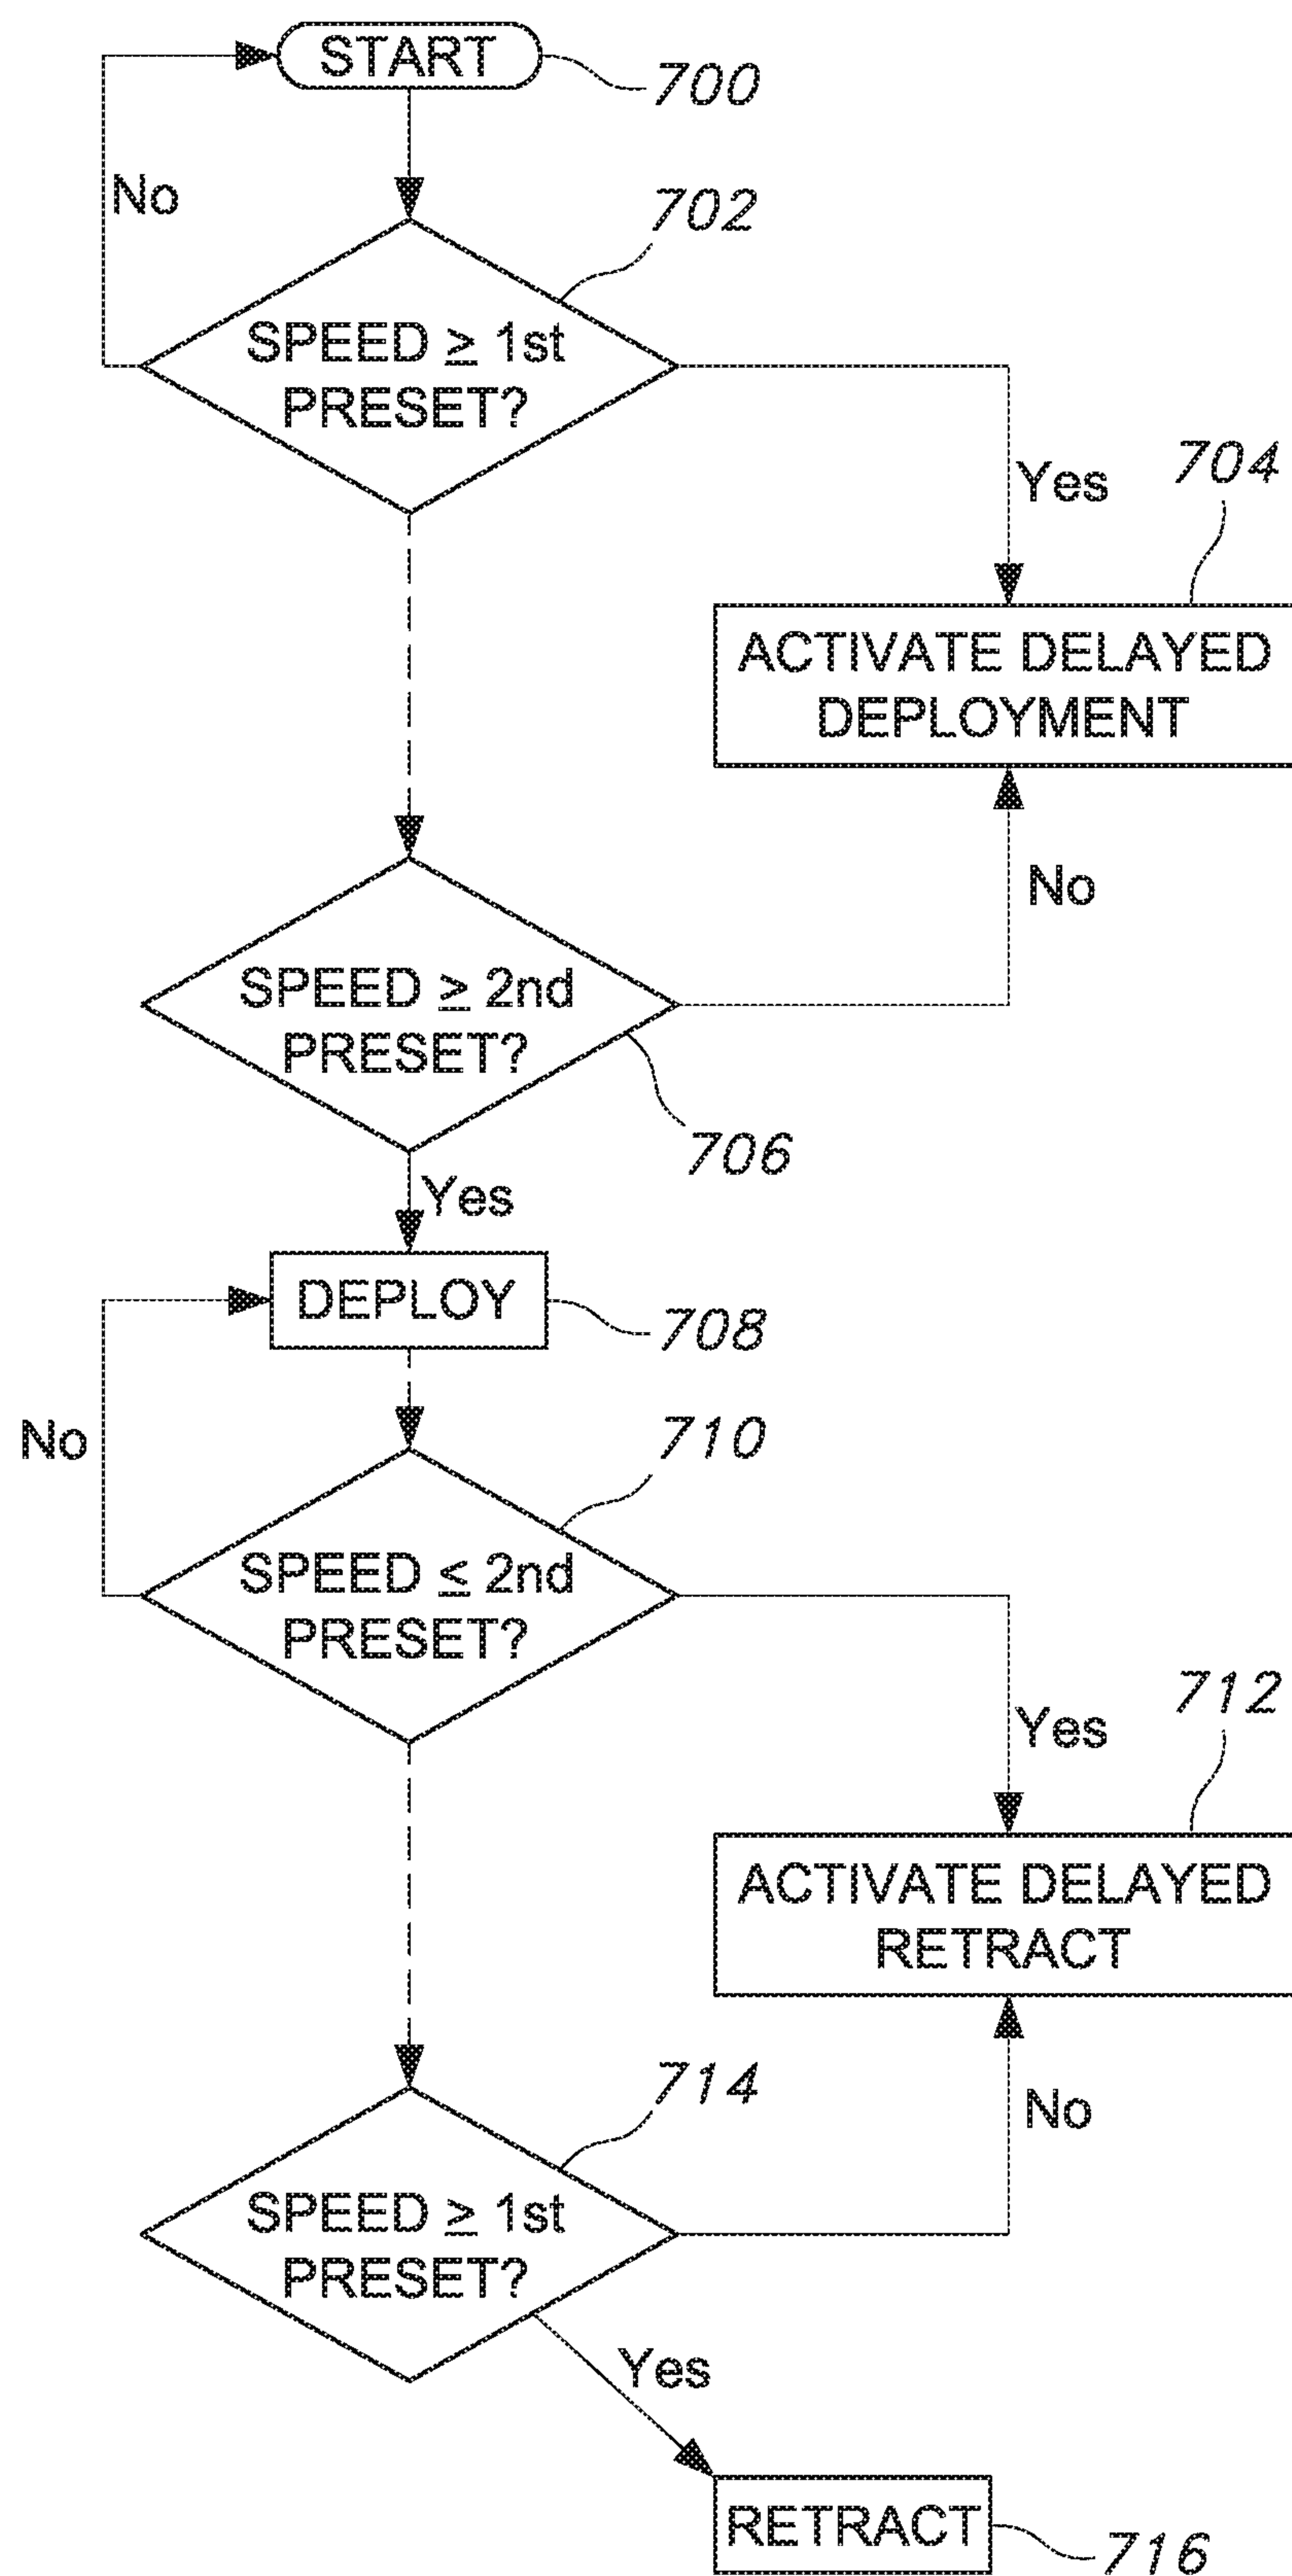 START
700
No
702
SPEED ≥ 1st
PRESET?
Yes
704
ACTIVATE DELAYED
DEPLOYMENT
No
SPEED ≥ 2nd
PRESET?
706
Yes
DEPLOY
708
No
710
SPEED ≤ 2nd
PRESET?
Yes
712
ACTIVATE DELAYED
RETRACT
714
No
SPEED ≥ 1st
PRESET?
Yes
RETRACT
716